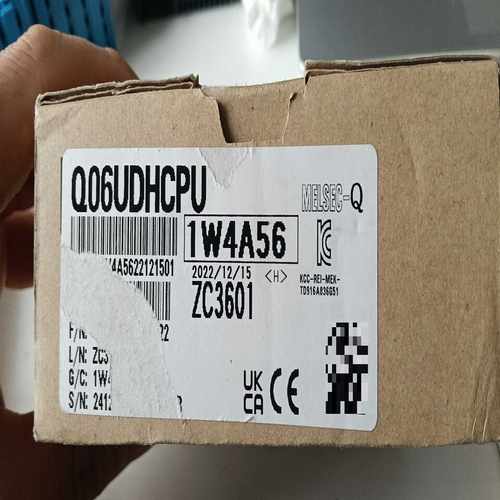 Q06UDHCPU
MELSEC-Q
4A5622121501
1W4A56
2022/12/15 <H>
ZC3601
KCC-REI-MEK-
TD916A836G51
22
L/N: ZC3
G/C: 1W4
S/N: 241
UK
CA CE